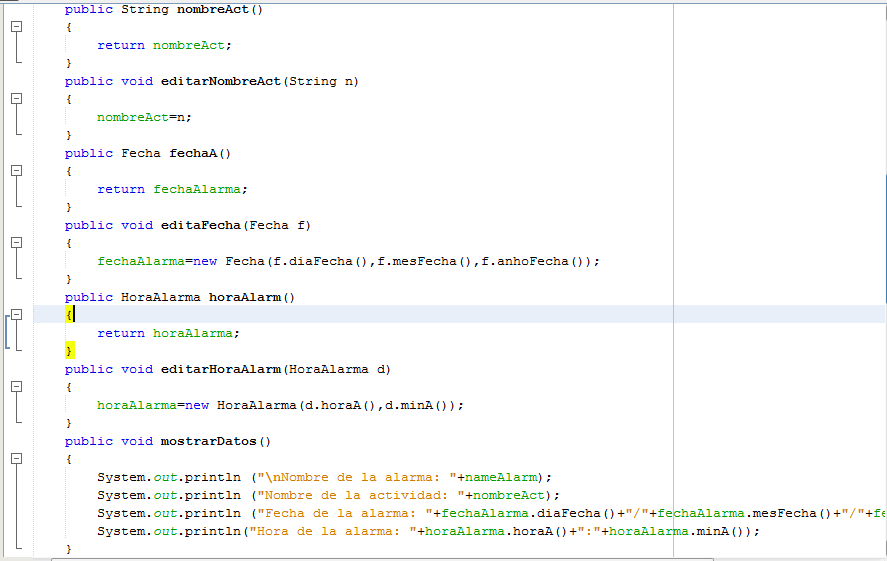 public String nombreAct()
{
return nombreAct;
}
public void editarNombreAct(String n)
{
nombreAct=n;
}
public Fecha fechaA()
{
return fechaAlarma;
}
public void editaFecha(Fecha f)
{
fechaAlarma=new Fecha(f.diaFecha(),f.mesFecha(),f.anhoFecha());
}
public HoraAlarma horaAlarm()
{
return horaAlarma;
}
public void editarHoraAlarm(HoraAlarma d)
{
horaAlarma=new HoraAlarma(d.horaA(),d.minA());
}
public void mostrarDatos()
{
System.out.println ("\nNombre de la alarma: "+nameAlarm);
System.out.println ("Nombre de la actividad: "+nombreAct);
System.out.println ("Fecha de la alarma: "+fechaAlarma.diaFecha()+"/"+fechaAlarma.mesFecha()+"/"+fe
System.out.println("Hora de la alarma: "+horaAlarma.horaA()+":"+horaAlarma.minA());
}